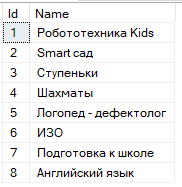 Id Name
1 Робототехника Kids
2 Smart сад
3 Ступеньки
4 Шахматы
5 Логопед - дефектолог
6 ИЗО
7 Подготовка к школе
8 Английский язык